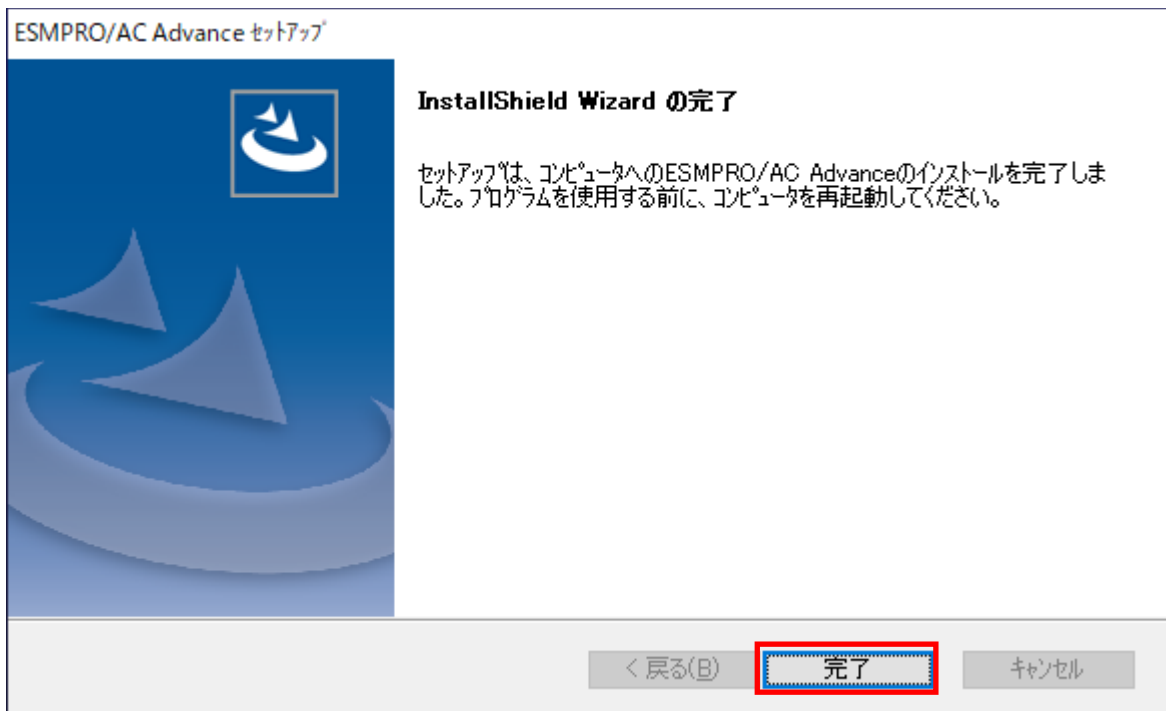 ESMPRO/AC Advance ｾｯﾄｱｯﾌﾟ
InstallShield Wizard の完了
ｾｯﾄｱｯﾌﾟは、ｺﾝﾋﾟｭｰﾀへのESMPRO/AC Advanceのｲﾝｽﾄｰﾙを完了しま
した。ﾌﾟﾛｸﾞﾗﾑを使用する前に、ｺﾝﾋﾟｭｰﾀを再起動してください。
< 戻る(B)
完了
ｷｬﾝｾﾙ